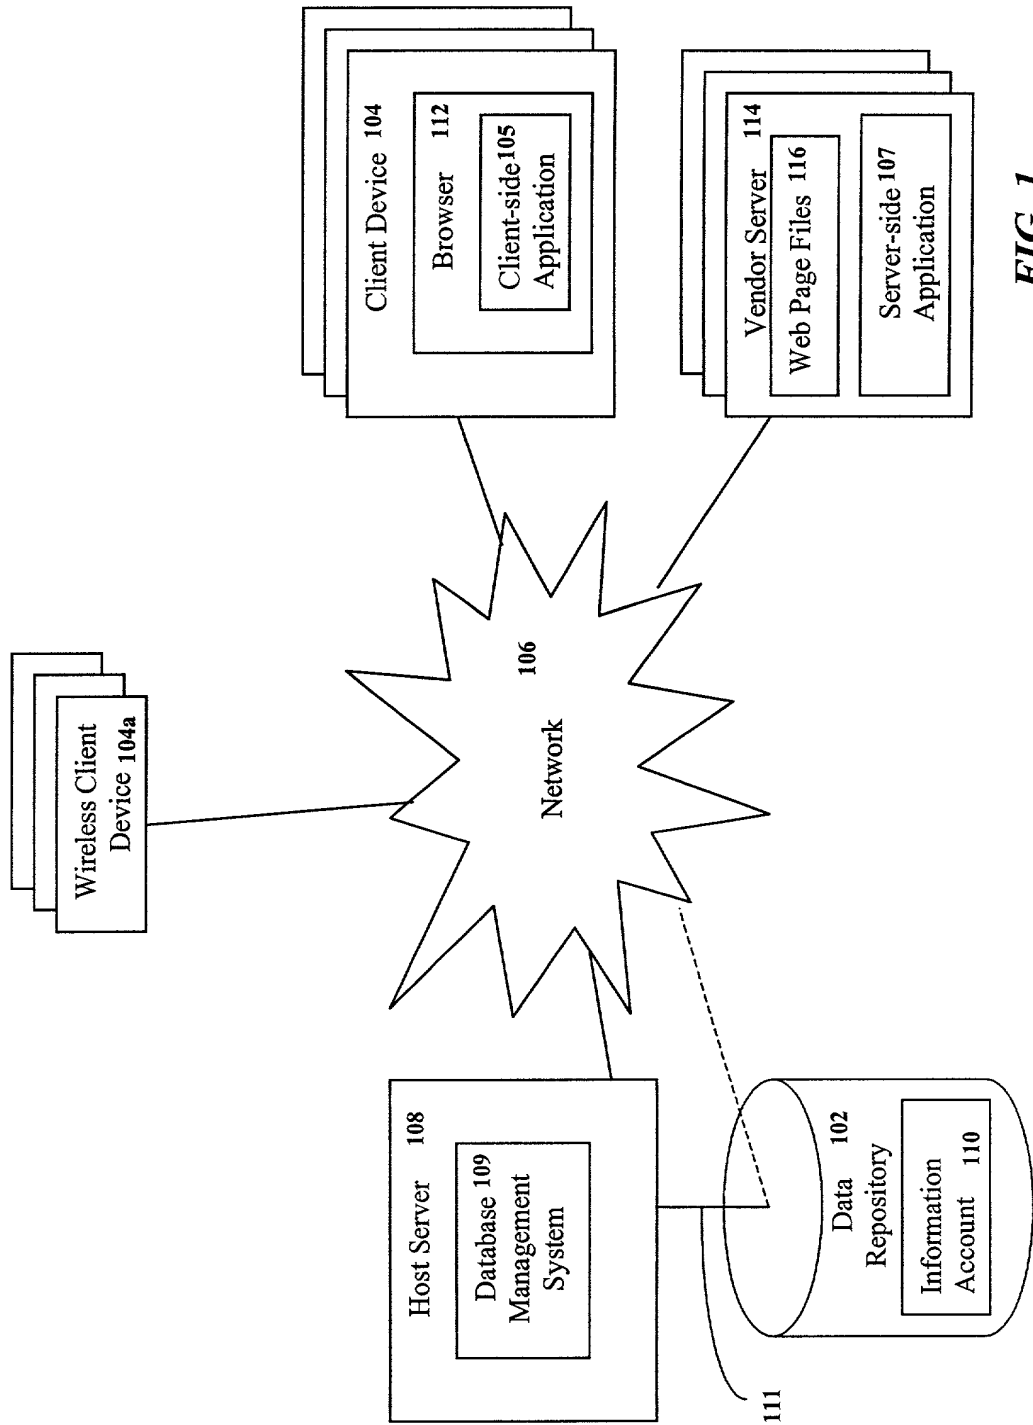 Wireless Client
Device 104a
Client Device 104
Browser 112
Client-side 105
Application
Network 106
Host Server 108
Database 109
Management
System
Vendor Server 114
Web Page Files 116
Server-side 107
Application
Data 102
Repository
Information
Account 110
111
FIG. 1